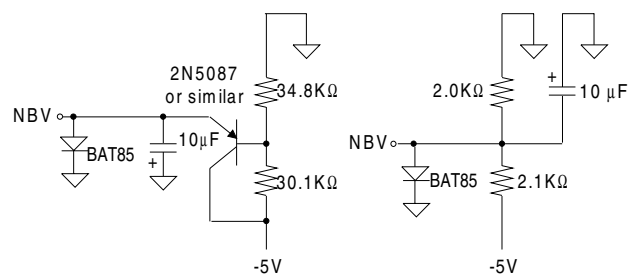 2N5087
or similar
34.8KΩ
NBV
BAT85
10µF
+
30.1KΩ
-5V
+
2.0KΩ
10 µF
NBV
BAT85
2.1KΩ
-5V